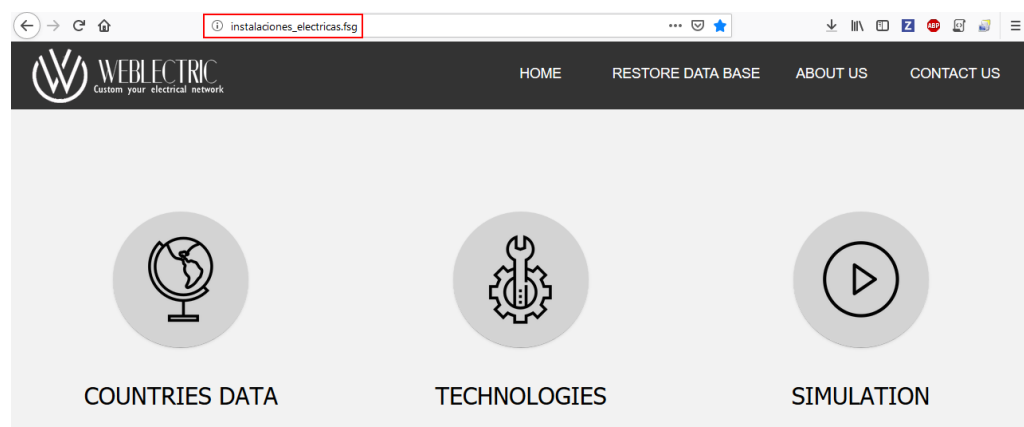 instalaciones_electricas.fsg
Z ABP
WEBLECTRIC
Custom your electrical network
HOME RESTORE DATA BASE ABOUT US CONTACT US
COUNTRIES DATA TECHNOLOGIES SIMULATION